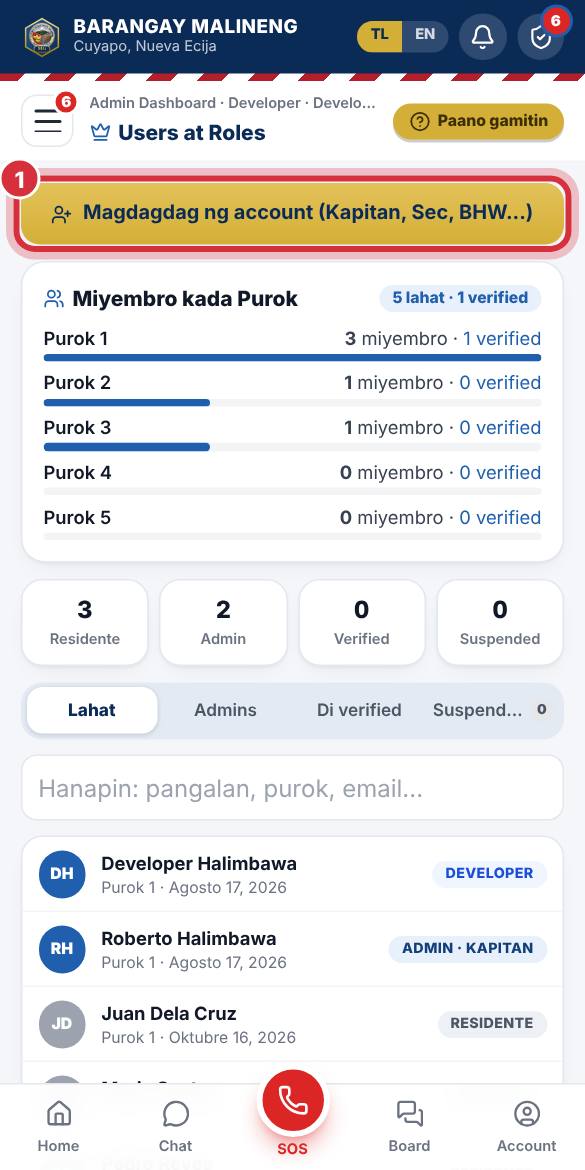 BARANGAY MALINENG
Cuyapo, Nueva Ecija
TL EN
6
6
Admin Dashboard · Developer · Develo...
Users at Roles
Paano gamitin
1
Magdagdag ng account (Kapitan, Sec, BHW...)
Miyembro kada Purok
5 lahat · 1 verified
Purok 1 3 miyembro · 1 verified
Purok 2 1 miyembro · 0 verified
Purok 3 1 miyembro · 0 verified
Purok 4 0 miyembro · 0 verified
Purok 5 0 miyembro · 0 verified
3 2 0 0
Residente Admin Verified Suspended
Lahat Admins Di verified Suspend... 0
Hanapin: pangalan, purok, email...
DH
Developer Halimbawa
Purok 1 · Agosto 17, 2026
DEVELOPER
RH
Roberto Halimbawa
Purok 1 · Agosto 17, 2026
ADMIN · KAPITAN
JD
Juan Dela Cruz
Purok 1 · Oktubre 16, 2026
RESIDENTE
Home Chat SOS Board Account